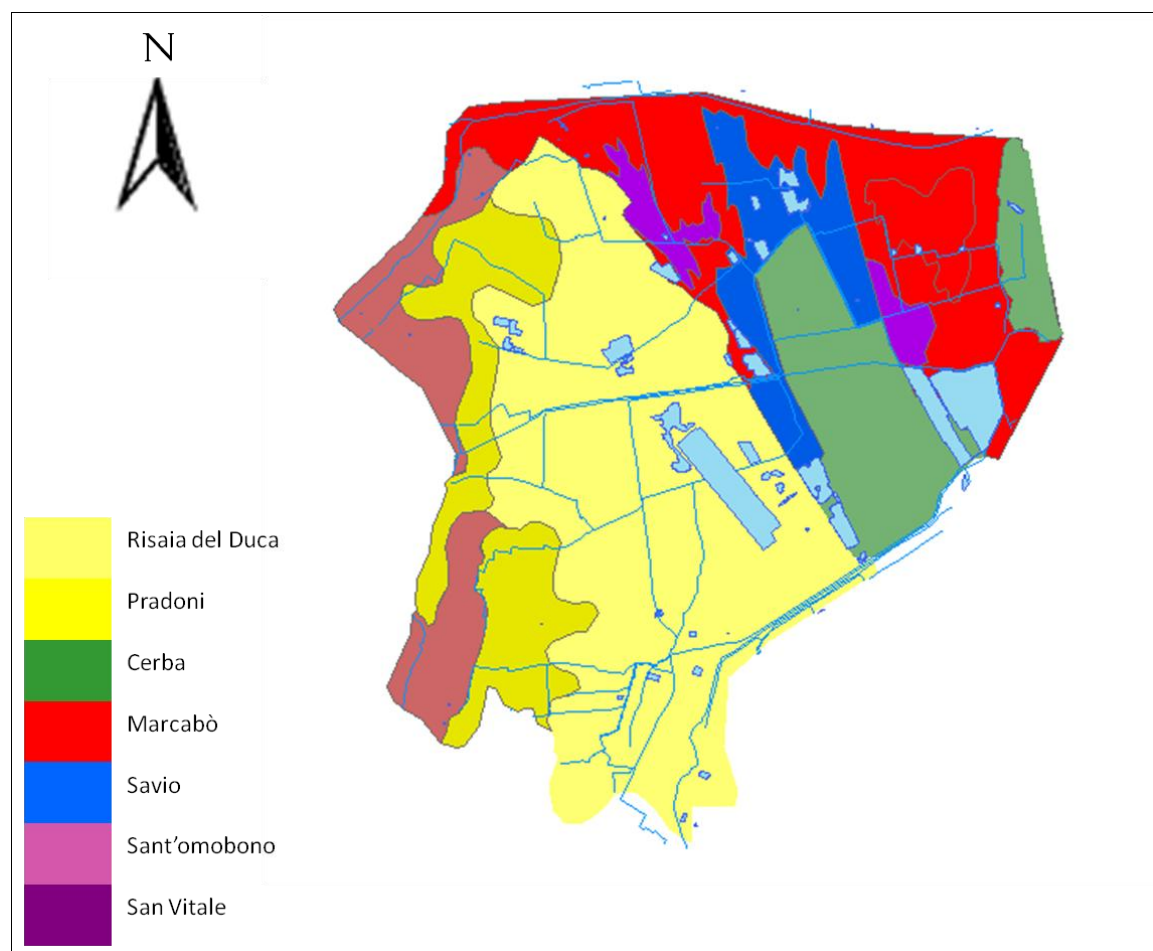 N
Risaia del Duca
Pradoni
Cerba
Marcabò
Savio
Sant’omobono
San Vitale